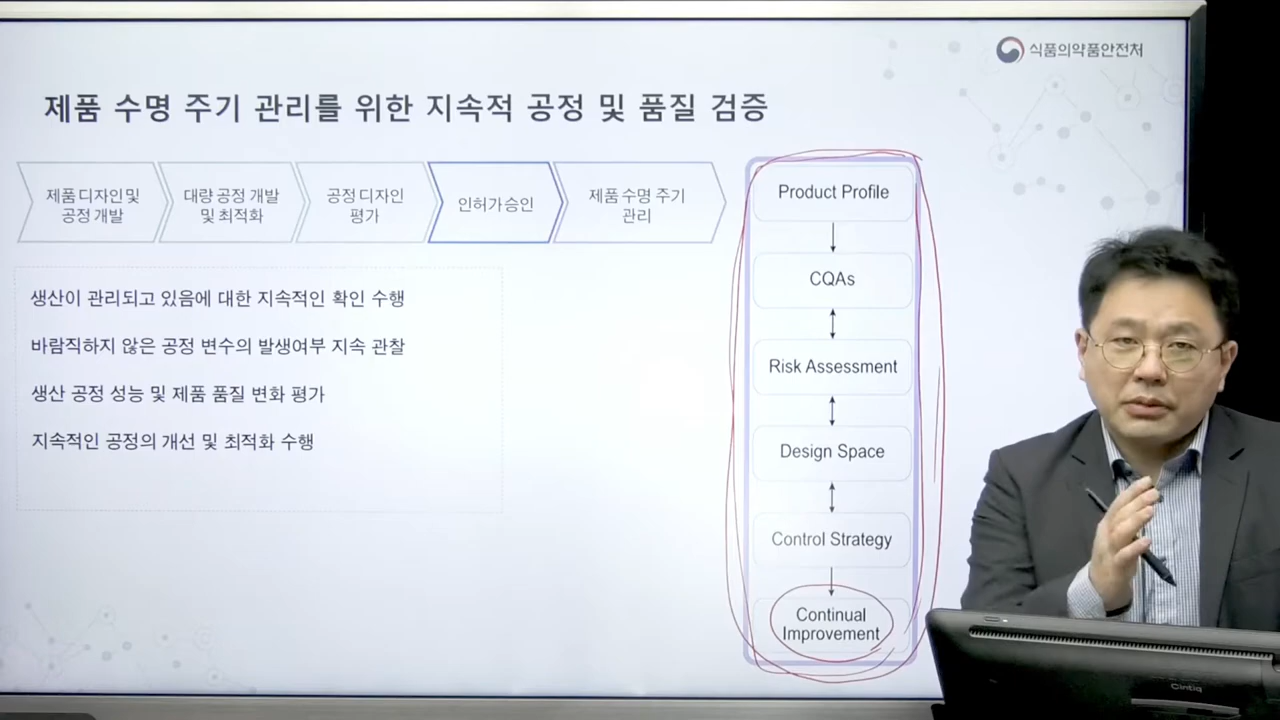 식품의약품안전처
제품 수명 주기 관리를 위한 지속적 공정 및 품질 검증
제품 디자인 및
공정 개발
대량 공정 개발
및 최적화
공정 디자인
평가
인허가 승인
제품 수명 주기
관리
생산이 관리되고 있음에 대한 지속적인 확인 수행
바람직하지 않은 공정 변수의 발생여부 지속 관찰
생산 공정 성능 및 제품 품질 변화 평가
지속적인 공정의 개선 및 최적화 수행
Product Profile
CQAs
Risk Assessment
Design Space
Control Strategy
Continual
Improvement
Cintiq